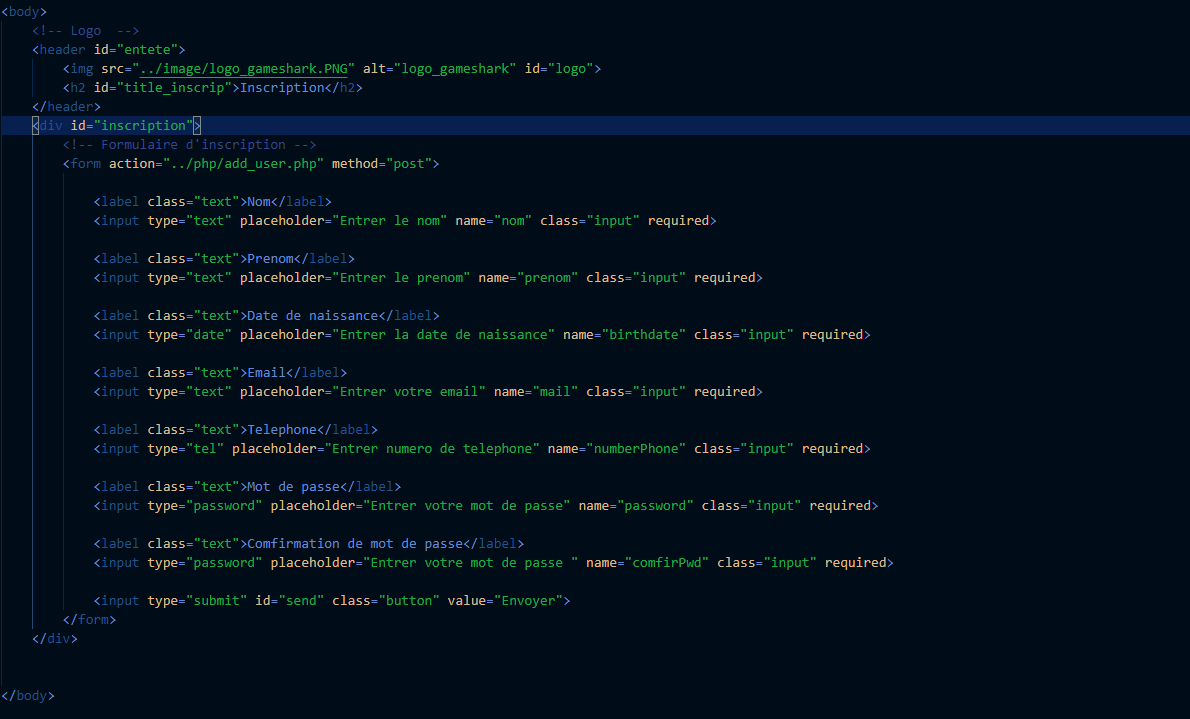 <body>
<!-- Logo  -->
<header id="entete">
<img src="../image/logo_gameshark.PNG" alt="logo_gameshark" id="logo">
<h2 id="title_inscrip">Inscription</h2>
</header>
<div id="inscription">
<!-- Formulaire d'inscription -->
<form action="../php/add_user.php" method="post">
<label class="text">Nom</label>
<input type="text" placeholder="Entrer le nom" name="nom" class="input" required>
<label class="text">Prenom</label>
<input type="text" placeholder="Entrer le prenom" name="prenom" class="input" required>
<label class="text">Date de naissance</label>
<input type="date" placeholder="Entrer la date de naissance" name="birthdate" class="input" required>
<label class="text">Email</label>
<input type="text" placeholder="Entrer votre email" name="mail" class="input" required>
<label class="text">Telephone</label>
<input type="tel" placeholder="Entrer numero de telephone" name="numberPhone" class="input" required>
<label class="text">Mot de passe</label>
<input type="password" placeholder="Entrer votre mot de passe" name="password" class="input" required>
<label class="text">Comfirmation de mot de passe</label>
<input type="password" placeholder="Entrer votre mot de passe " name="comfirPwd" class="input" required>
<input type="submit" id="send" class="button" value="Envoyer">
</form>
</div>
</body>